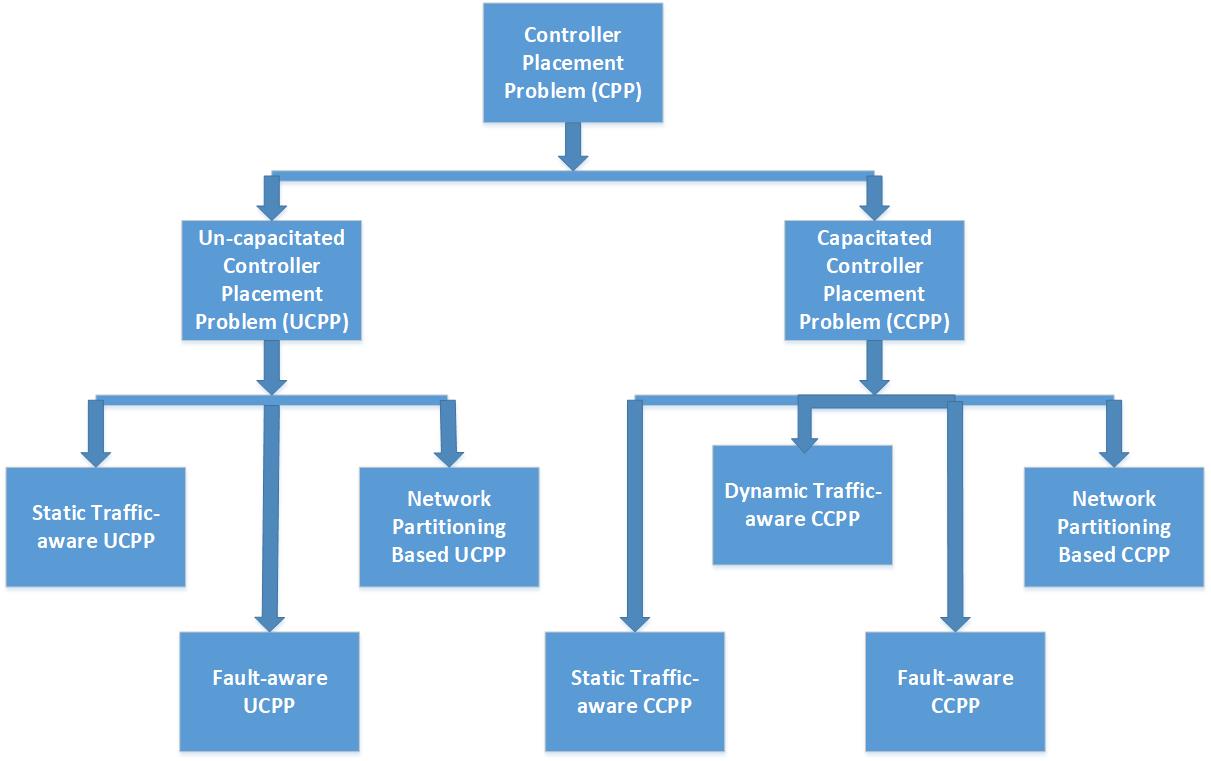 Controller
Placement
Problem (CPP)
Un-capacitated
Controller
Placement
Problem (UCPP)
Capacitated
Controller
Placement
Problem (CCPP)
Static Traffic-
aware UCPP
Network
Partitioning
Based UCPP
Dynamic Traffic-
aware CCPP
Network
Partitioning
Based CCPP
Fault-aware
UCPP
Static Traffic-
aware CCPP
Fault-aware
CCPP